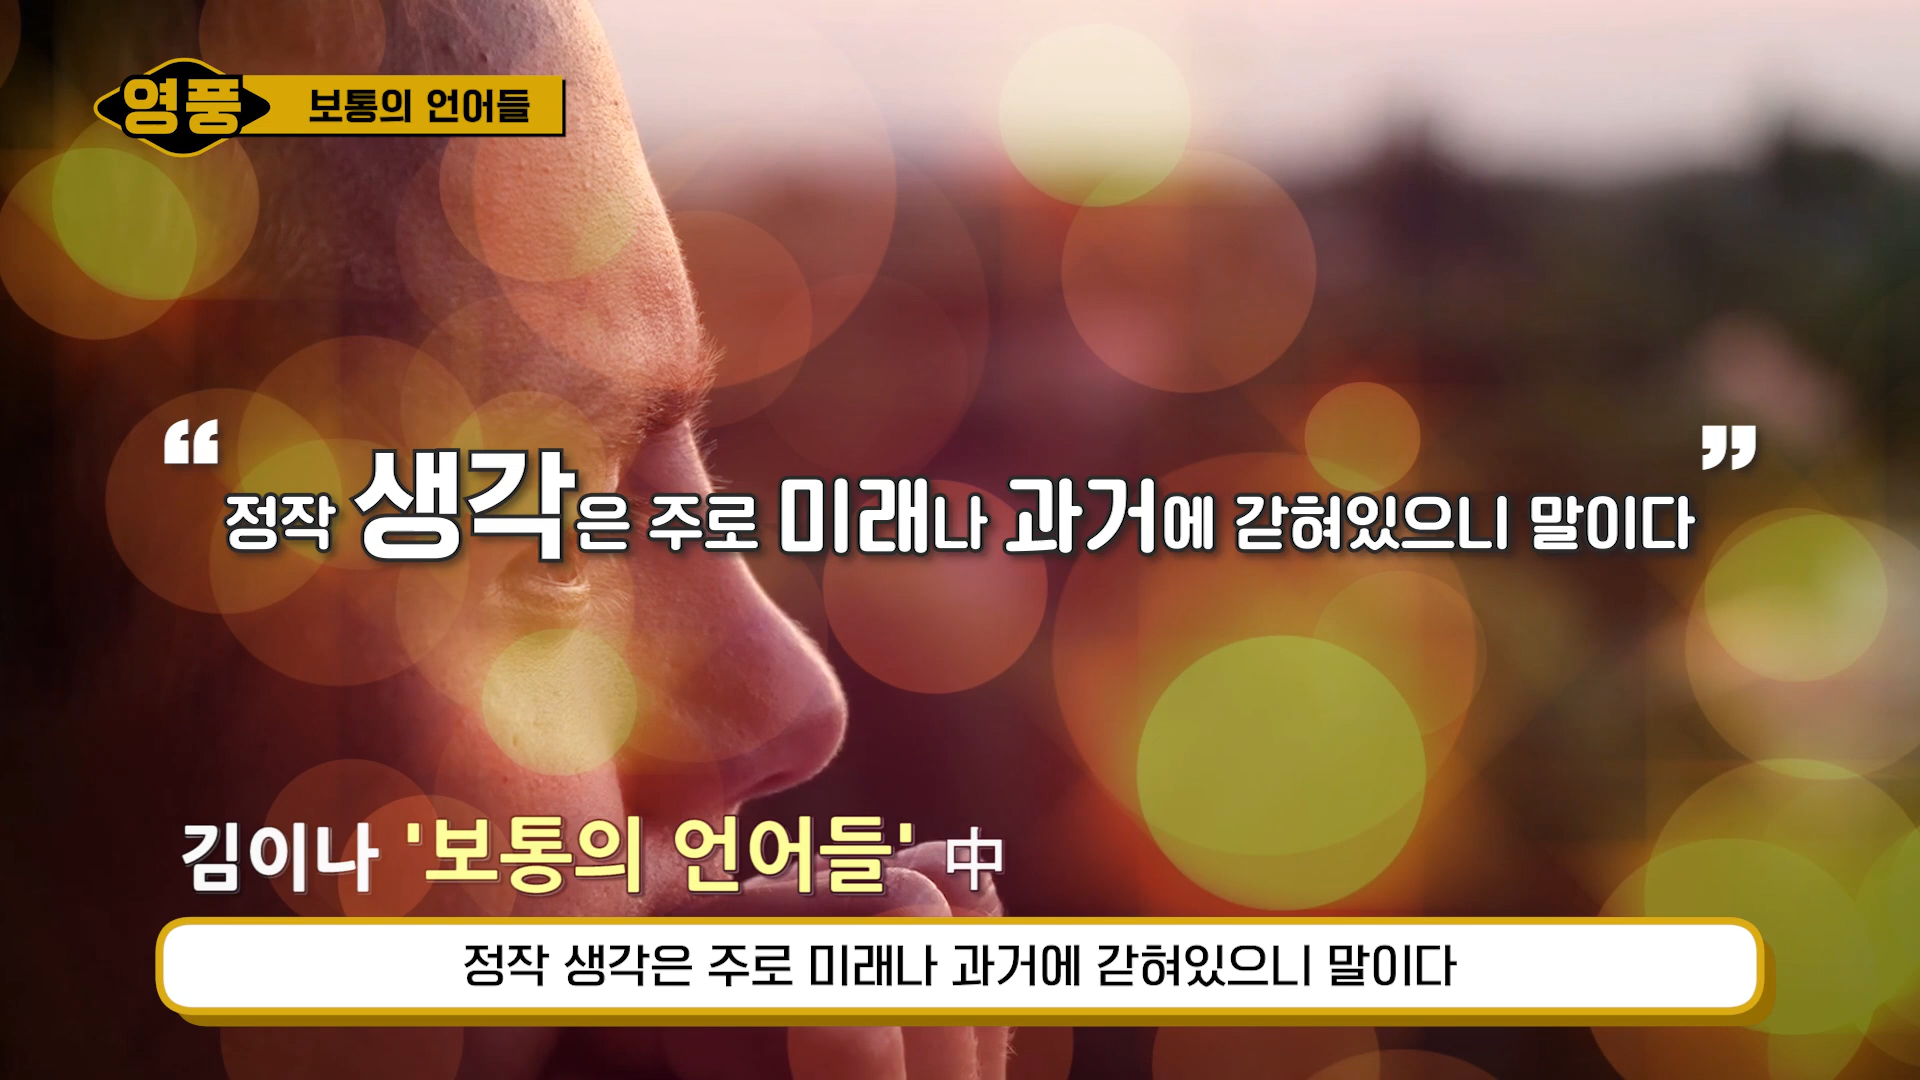 영풍 보통의 언어들
“정작 생각은 주로 미래나 과거에 갇혀있으니 말이다”
김이나 '보통의 언어들' 中
정작 생각은 주로 미래나 과거에 갇혀있으니 말이다